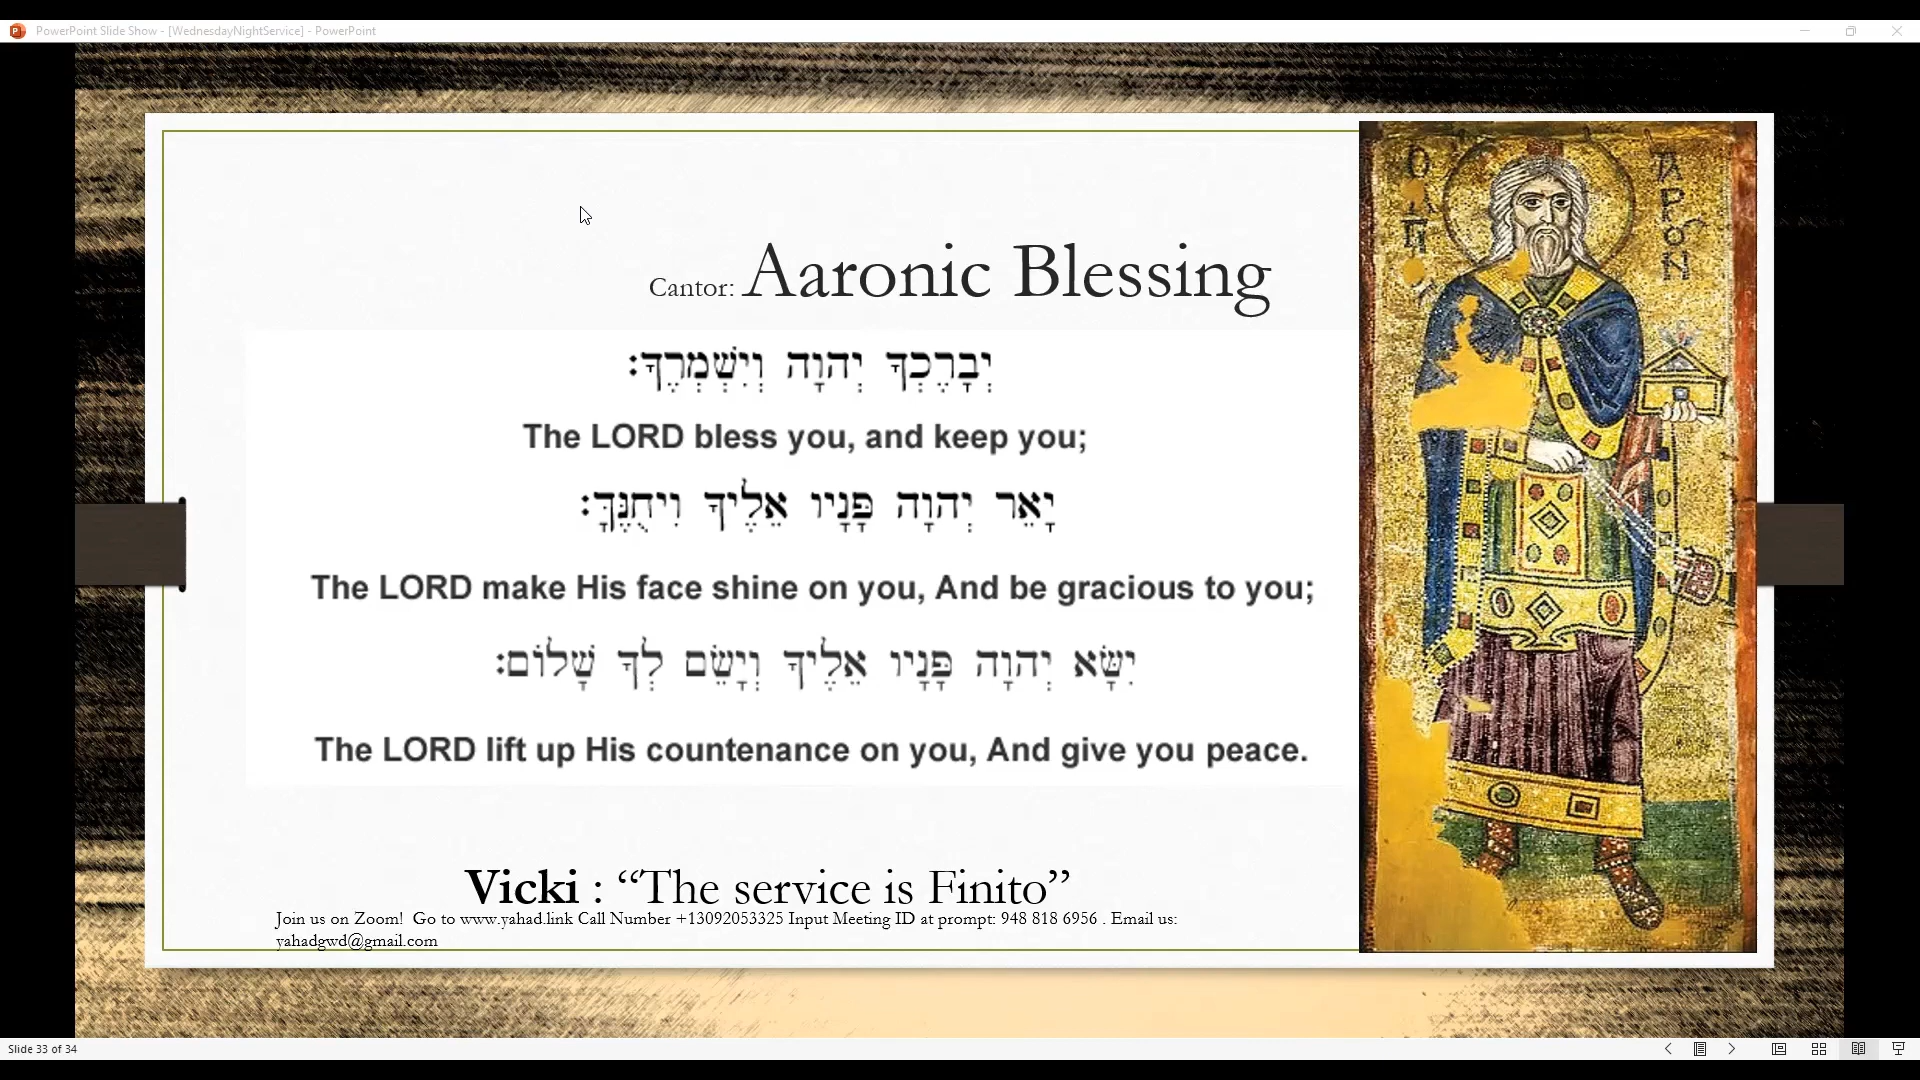 PowerPoint Slide Show - [WednesdayNightService] - PowerPoint
Cantor: Aaronic Blessing
יְבָרֶכְךָ יְהוָה וְיִשְׁמְרֶךָ׃
The LORD bless you, and keep you;
יָאֵר יְהוָה פָּנָיו אֵלֶיךָ וִיחֻנֶּךָּ׃
The LORD make His face shine on you, And be gracious to you;
יִשָּׂא יְהוָה פָּנָיו אֵלֶיךָ וְיָשֵׂם לְךָ שָׁלוֹם׃
The LORD lift up His countenance on you, And give you peace.
Vicki : “The service is Finito”
Join us on Zoom!  Go to www.yahad.link Call Number +13092053325 Input Meeting ID at prompt: 948 818 6956 . Email us:
yahadgwd@gmail.com
ΑΡΟΝ
Slide 33 of 34